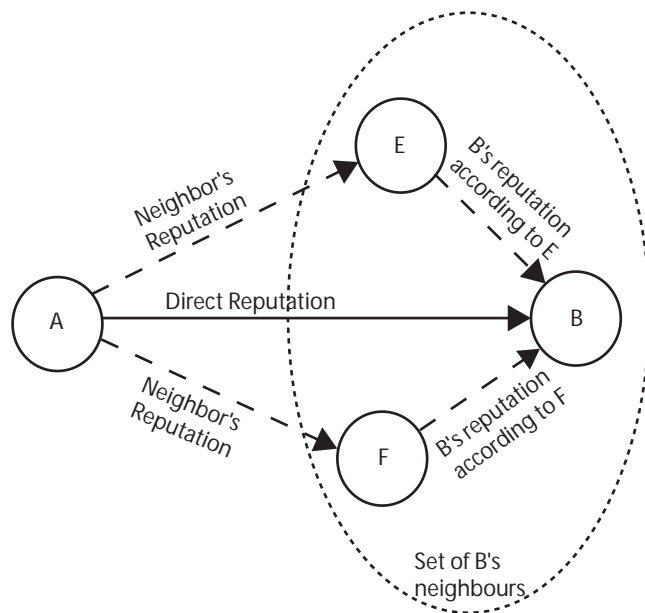 E
Neighbor's
Reputation
B's reputation
according to E
A
Direct Reputation
B
Neighbor's
Reputation
F
B's reputation
according to F
Set of B's
neighbours